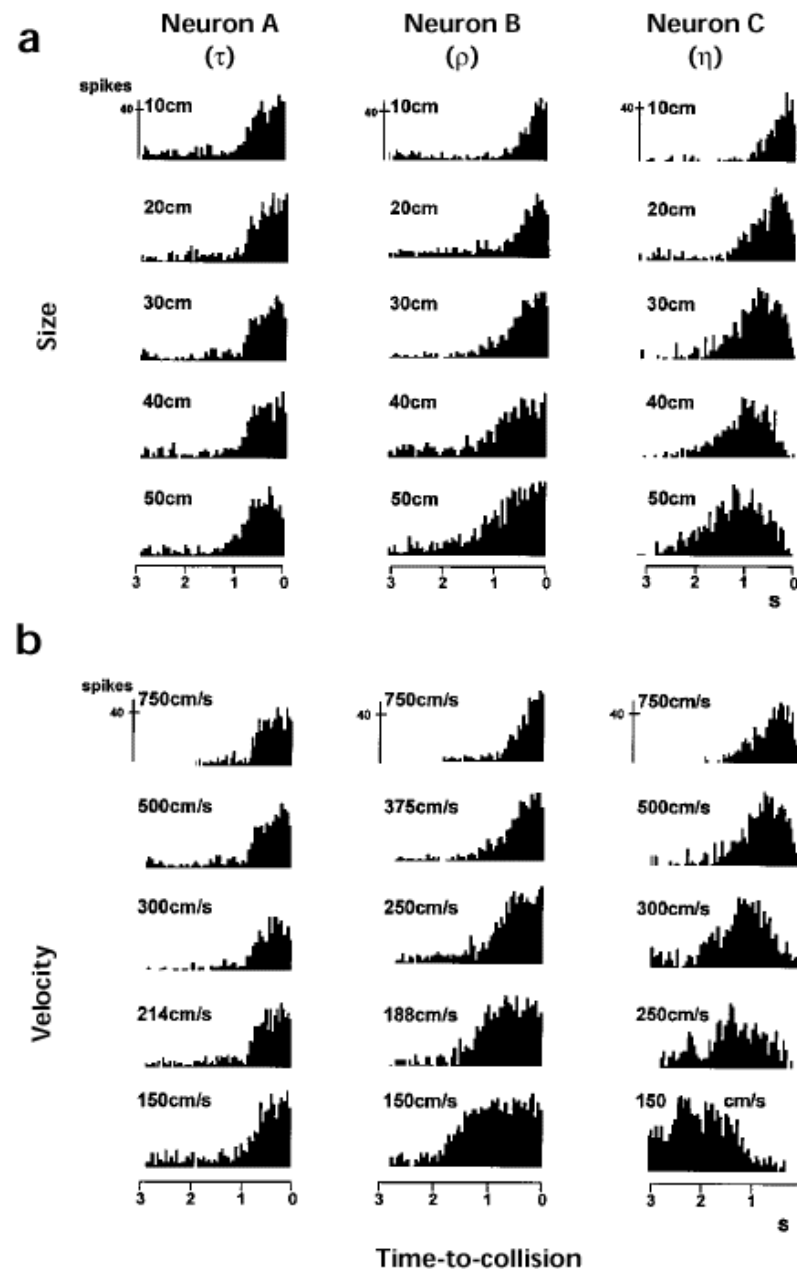 a
Neuron A Neuron B Neuron C
(τ) (ρ) (η)
spikes
40 10cm 40 10cm 40 10cm
20cm 20cm 20cm
30cm 30cm 30cm
Size
40cm 40cm 40cm
50cm 50cm 50cm
3 2 1 0 3 2 1 0 3 2 1 0
s
b
spikes
40 750cm/s 40 750cm/s 40 750cm/s
500cm/s 375cm/s 500cm/s
300cm/s 250cm/s 300cm/s
Velocity
214cm/s 188cm/s 250cm/s
150cm/s 150cm/s 150 cm/s
3 2 1 0 3 2 1 0 3 2 1 0
s
Time-to-collision